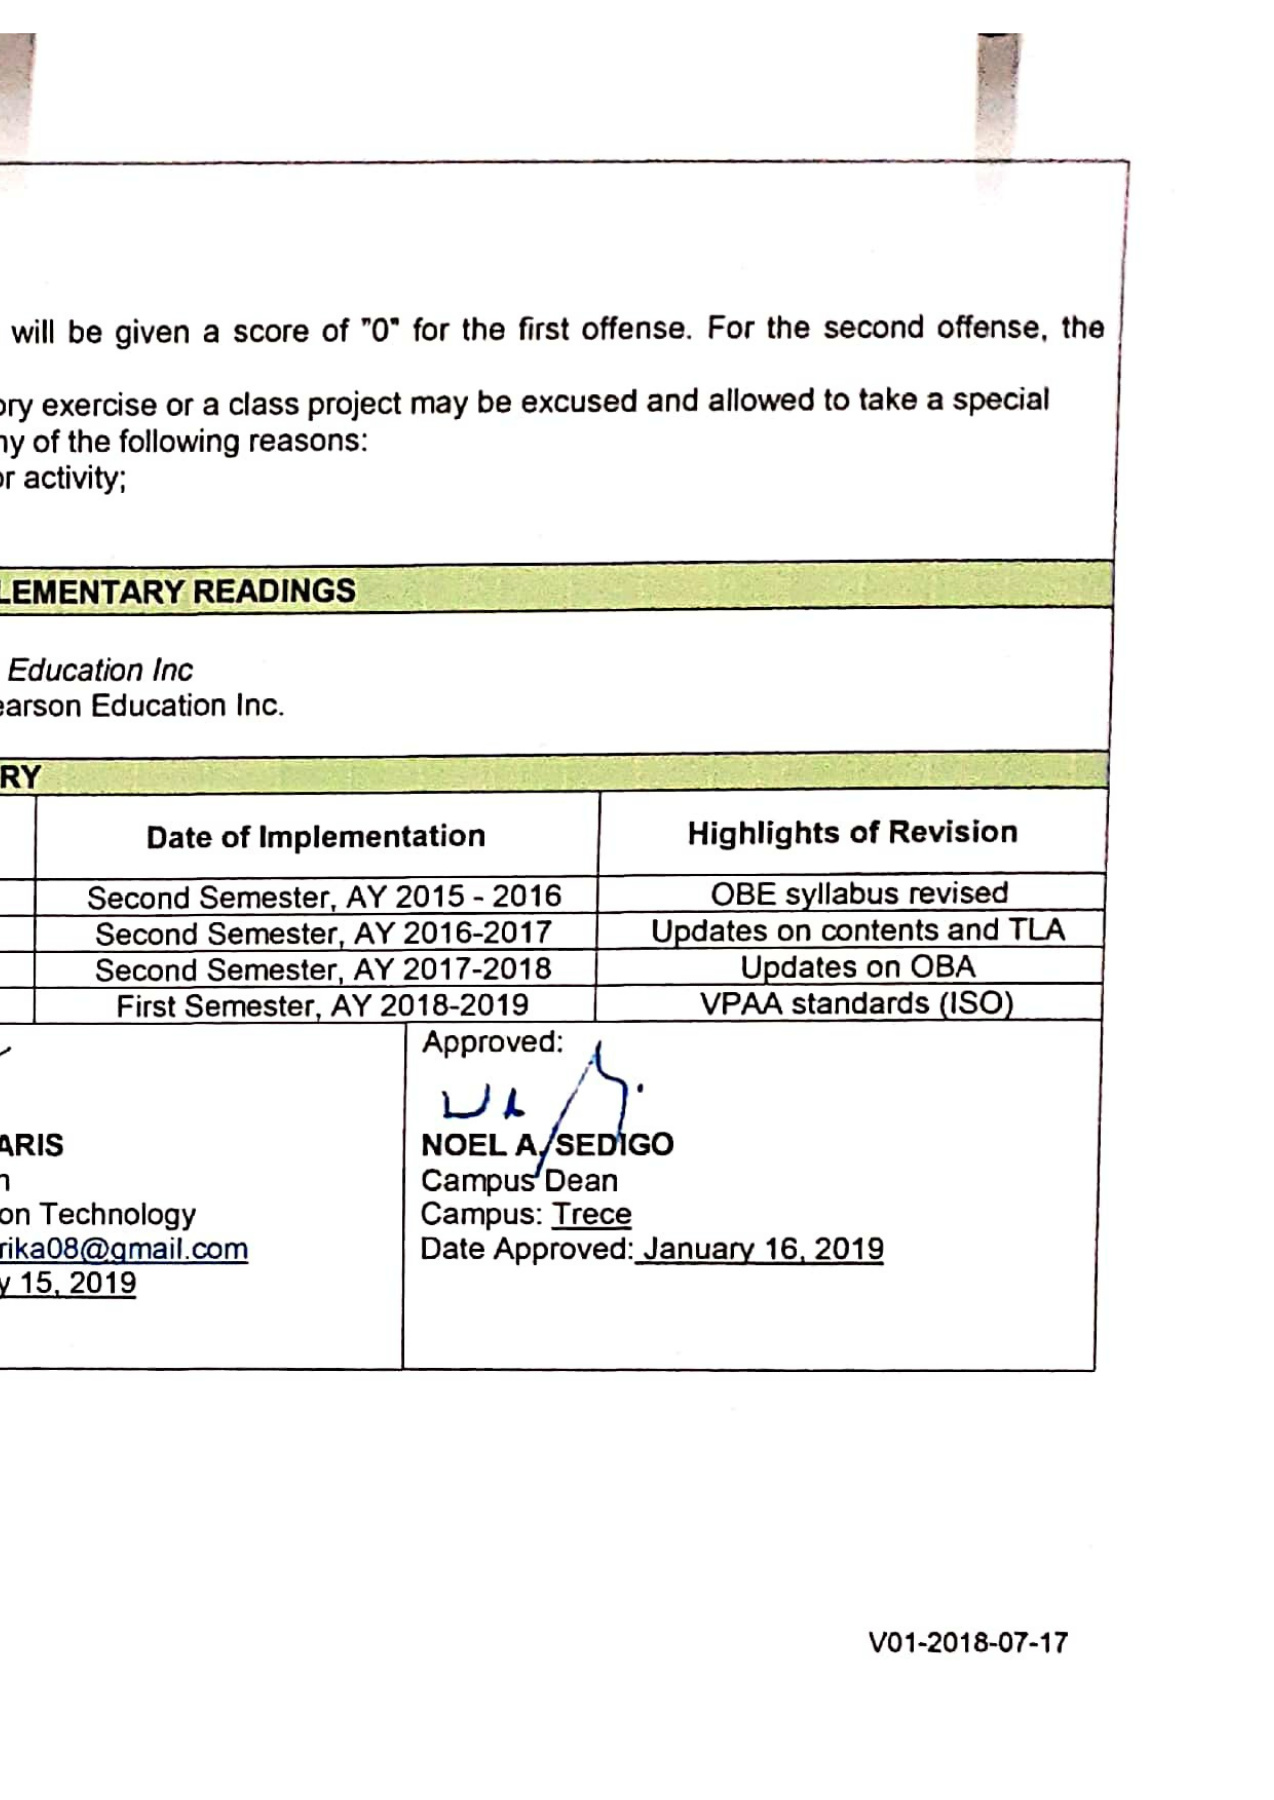 will be given a score of "0" for the first offense. For the second offense, the
ory exercise or a class project may be excused and allowed to take a special
ny of the following reasons:
or activity;
LEMENTARY READINGS
Education Inc
earson Education Inc.
RY
Date of Implementation Highlights of Revision
Second Semester, AY 2015 - 2016 OBE syllabus revised
Second Semester, AY 2016-2017 Updates on contents and TLA
Second Semester, AY 2017-2018 Updates on OBA
First Semester, AY 2018-2019 VPAA standards (ISO)
Approved:
ARIS NOEL A. SEDIGO
n Campus Dean
on Technology Campus: Trece
rika08@gmail.com Date Approved: January 16, 2019
y 15, 2019
V01-2018-07-17